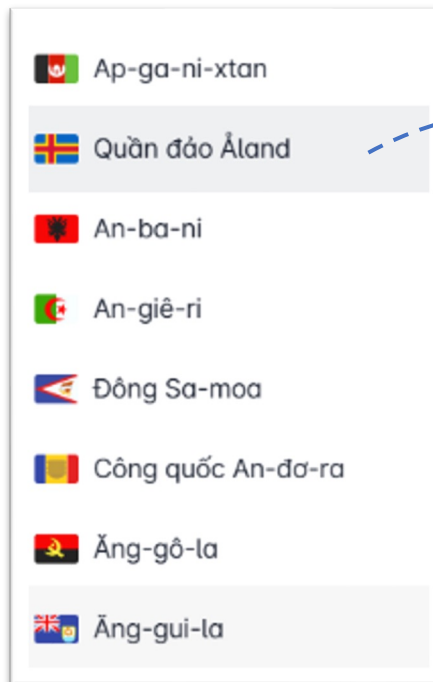 Ap-ga-ni-xtan
Quần đảo Åland
An-ba-ni
An-giê-ri
Đông Sa-moa
Công quốc An-đơ-ra
Ăng-gô-la
Ăng-gui-la